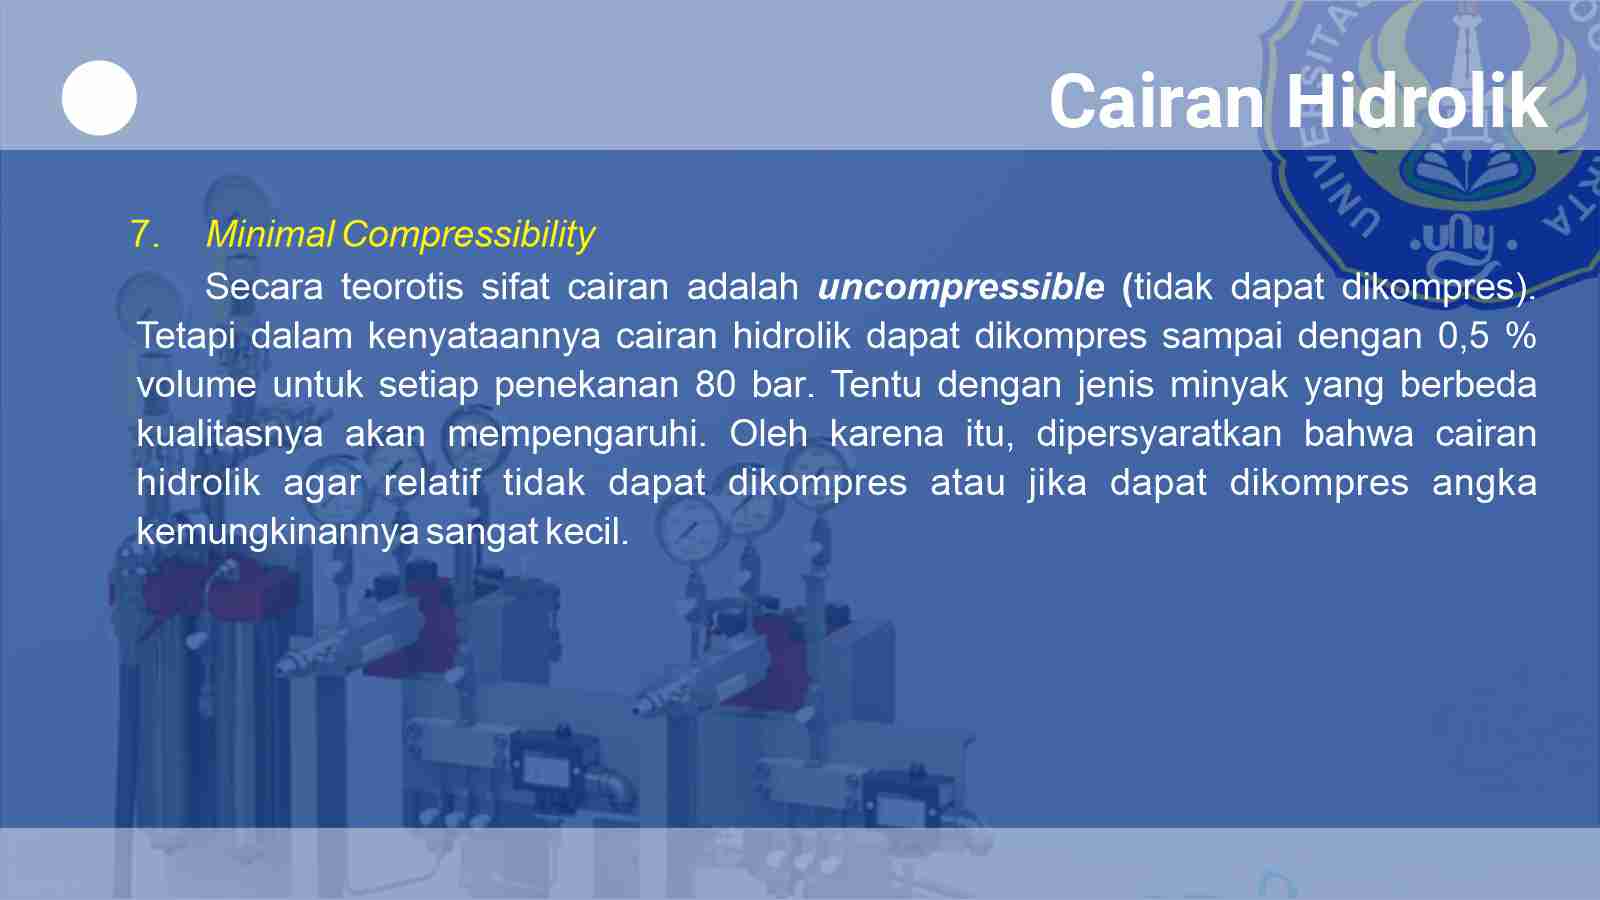 Cairan Hidrolik
7. Minimal Compressibility
Secara teorotis sifat cairan adalah uncompressible (tidak dapat dikompres).
Tetapi dalam kenyataannya cairan hidrolik dapat dikompres sampai dengan 0,5 %
volume untuk setiap penekanan 80 bar. Tentu dengan jenis minyak yang berbeda
kualitasnya akan mempengaruhi. Oleh karena itu, dipersyaratkan bahwa cairan
hidrolik agar relatif tidak dapat dikompres atau jika dapat dikompres angka
kemungkinannya sangat kecil.
UNIVERSITAS
uny